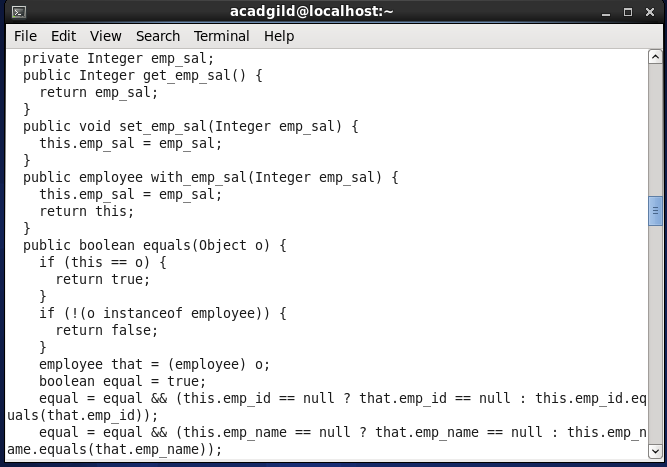 acadgild@localhost:~
File Edit View Search Terminal Help
  private Integer emp_sal;
  public Integer get_emp_sal() {
    return emp_sal;
  }
  public void set_emp_sal(Integer emp_sal) {
    this.emp_sal = emp_sal;
  }
  public employee with_emp_sal(Integer emp_sal) {
    this.emp_sal = emp_sal;
    return this;
  }
  public boolean equals(Object o) {
    if (this == o) {
      return true;
    }
    if (!(o instanceof employee)) {
      return false;
    }
    employee that = (employee) o;
    boolean equal = true;
    equal = equal && (this.emp_id == null ? that.emp_id == null : this.emp_id.eq
uals(that.emp_id));
    equal = equal && (this.emp_name == null ? that.emp_name == null : this.emp_n
ame.equals(that.emp_name));